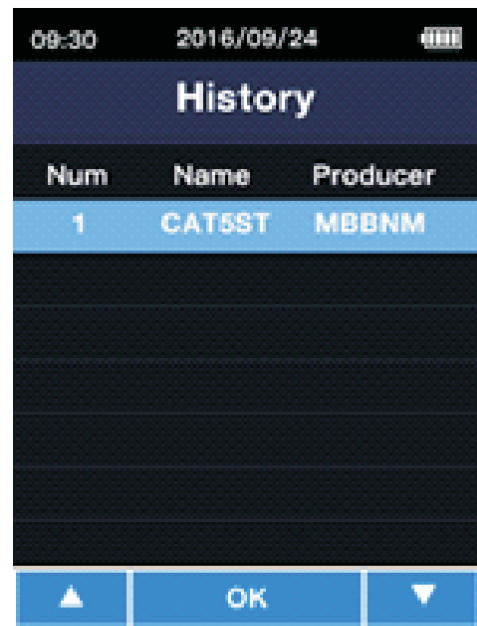 09:30 2016/09/24
History
Num Name Producer
1 CAT5ST MBBNM
OK